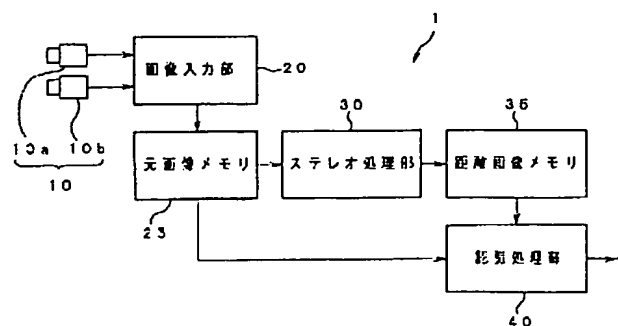 1
画像入力部
20
10a
10b
10
30
35
元画像メモリ
ステレオ処理部
距離画像メモリ
23
認識処理部
40